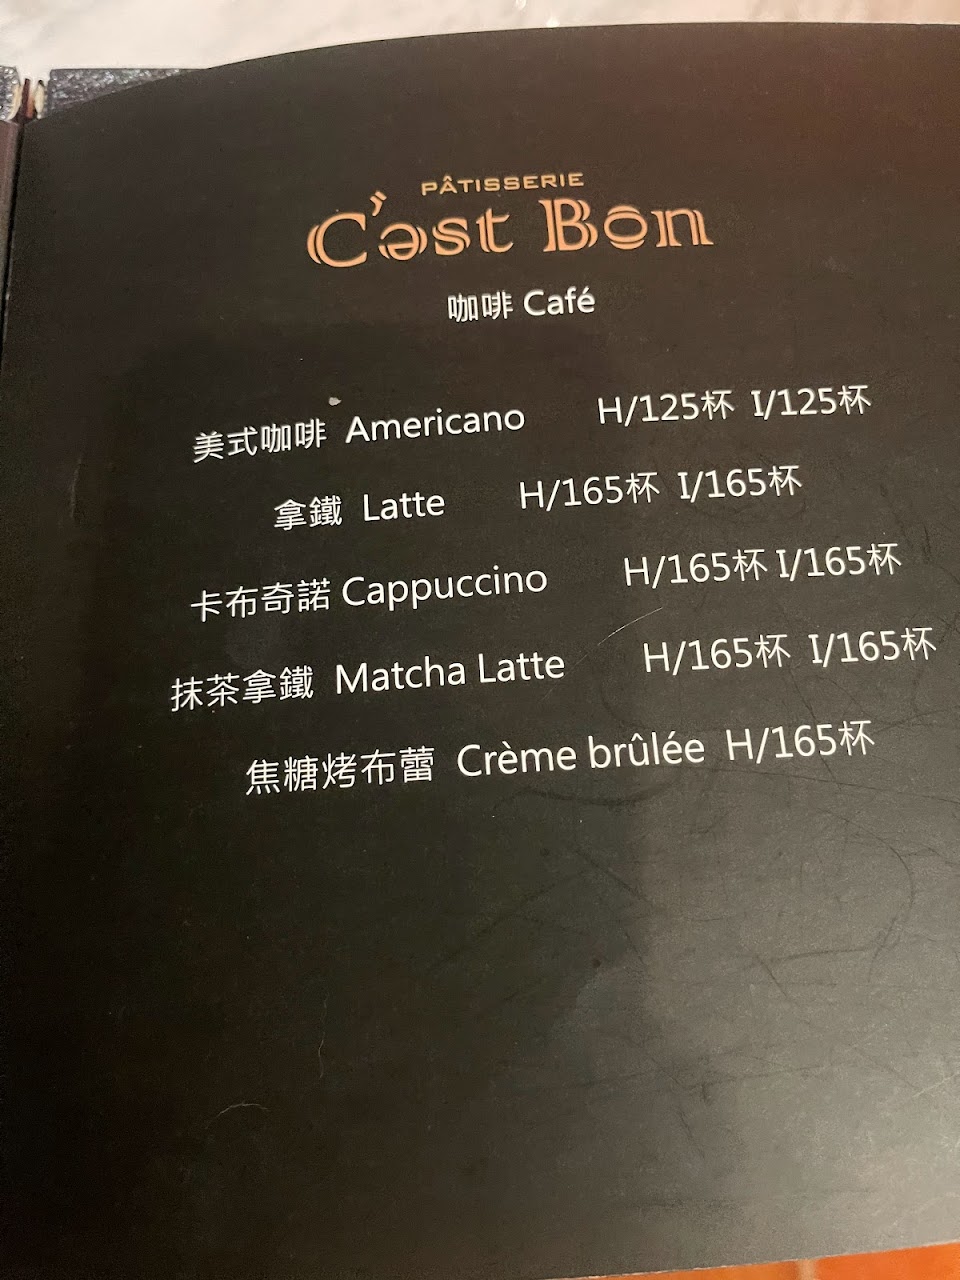 PÂTISSERIE
C'est Bon
咖啡 Café
美式咖啡 Americano H/125杯 I/125杯
拿鐵 Latte H/165杯 I/165杯
卡布奇諾 Cappuccino H/165杯 I/165杯
抹茶拿鐵 Matcha Latte H/165杯 I/165杯
焦糖烤布蕾 Crème brûlée H/165杯